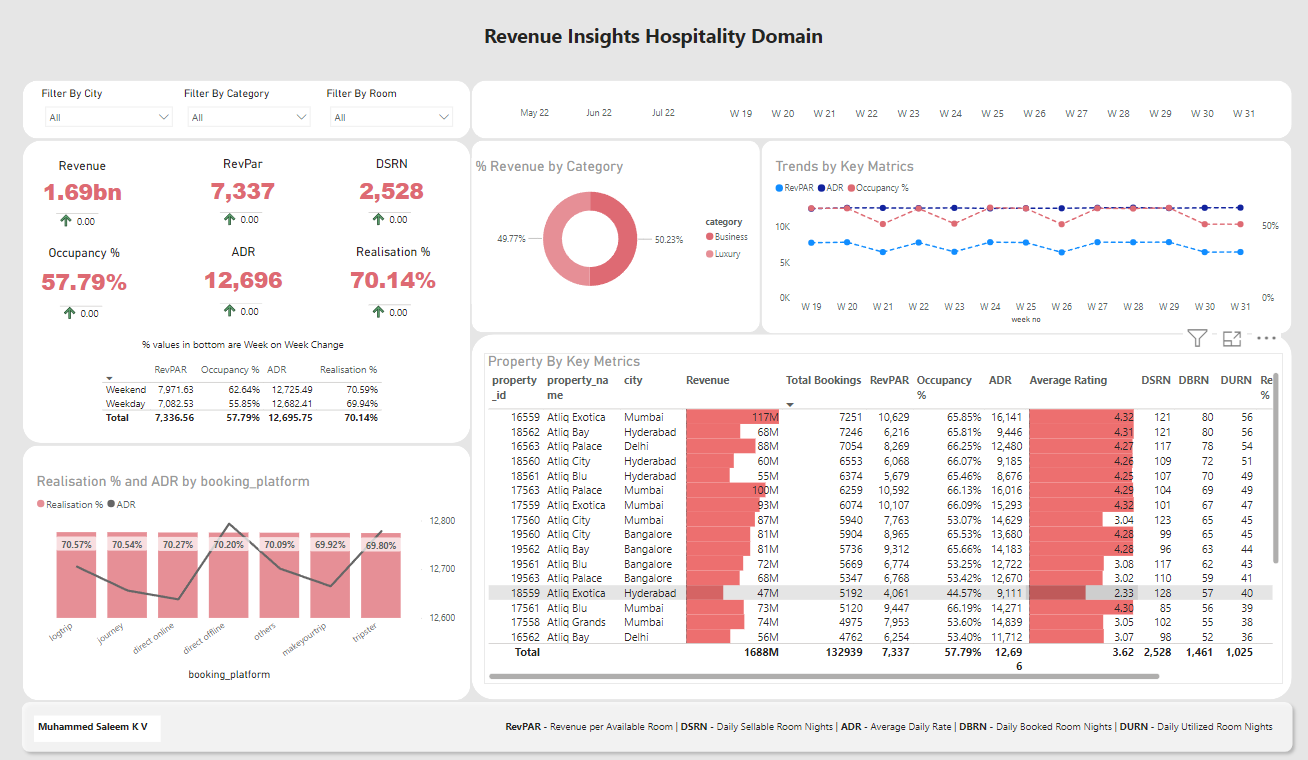 Revenue Insights Hospitality Domain
Filter By City
All
Filter By Category
All
Filter By Room
All
May 22 Jun 22 Jul 22
W 19 W 20 W 21 W 22 W 23 W 24 W 25 W 26 W 27 W 28 W 29 W 30 W 31
Revenue
1.69bn
0.00
RevPar
7,337
0.00
DSRN
2,528
0.00
Occupancy %
57.79%
0.00
ADR
12,696
0.00
Realisation %
70.14%
0.00
% values in bottom are Week on Week Change
RevPAR Occupancy % ADR Realisation %
Weekend 7,971.63 62.64% 12,725.49 70.59%
Weekday 7,082.53 55.85% 12,682.41 69.94%
Total 7,336.56 57.79% 12,695.75 70.14%
% Revenue by Category
49.77%
50.23%
category
Business
Luxury
Trends by Key Matrics
RevPAR ADR Occupancy %
10K
5K
0K
50%
0%
W 19 W 20 W 21 W 22 W 23 W 24 W 25 W 26 W 27 W 28 W 29 W 30 W 31
week no
Realisation % and ADR by booking_platform
Realisation % ADR
12,800
12,700
12,600
70.57% 70.54% 70.27% 70.20% 70.09% 69.92% 69.80%
logtrip journey direct online direct offline others makeyourtrip tripster
booking_platform
Property By Key Metrics
property_id property_name city Revenue Total Bookings RevPAR Occupancy % ADR Average Rating DSRN DBRN DURN Re %
16559 Atliq Exotica Mumbai 117M 7251 10,629 65.85% 16,141 4.32 121 80 56
18562 Atliq Bay Hyderabad 68M 7246 6,216 65.81% 9,446 4.31 121 80 56
16563 Atliq Palace Delhi 88M 7054 8,269 66.25% 12,480 4.27 117 78 54
18560 Atliq City Hyderabad 60M 6553 6,068 66.07% 9,185 4.26 109 72 51
18561 Atliq Blu Hyderabad 55M 6374 5,679 65.46% 8,676 4.25 107 70 49
17563 Atliq Palace Mumbai 100M 6259 10,592 66.13% 16,016 4.29 104 69 49
17559 Atliq Exotica Mumbai 93M 6074 10,107 66.09% 15,293 4.32 101 67 47
17560 Atliq City Mumbai 87M 5940 7,763 53.07% 14,629 3.04 123 65 45
19560 Atliq City Bangalore 81M 5904 8,965 65.53% 13,680 4.28 99 65 45
19562 Atliq Bay Bangalore 81M 5736 9,312 65.66% 14,183 4.28 96 63 44
19561 Atliq Blu Bangalore 72M 5669 6,774 53.25% 12,722 3.08 117 62 43
19563 Atliq Palace Bangalore 68M 5347 6,768 53.42% 12,670 3.02 110 59 41
18559 Atliq Exotica Hyderabad 47M 5192 4,061 44.57% 9,111 2.33 128 57 40
17561 Atliq Blu Mumbai 73M 5120 9,447 66.19% 14,271 4.30 85 56 39
17558 Atliq Grands Mumbai 74M 4975 7,953 53.60% 14,839 3.05 102 55 38
16562 Atliq Bay Delhi 56M 4762 6,254 53.40% 11,712 3.07 98 52 36
Total 1688M 132939 7,337 57.79% 12,696 3.62 2,528 1,461 1,025
Muhammed Saleem K V
RevPAR - Revenue per Available Room | DSRN - Daily Sellable Room Nights | ADR - Average Daily Rate | DBRN - Daily Booked Room Nights | DURN - Daily Utilized Room Nights